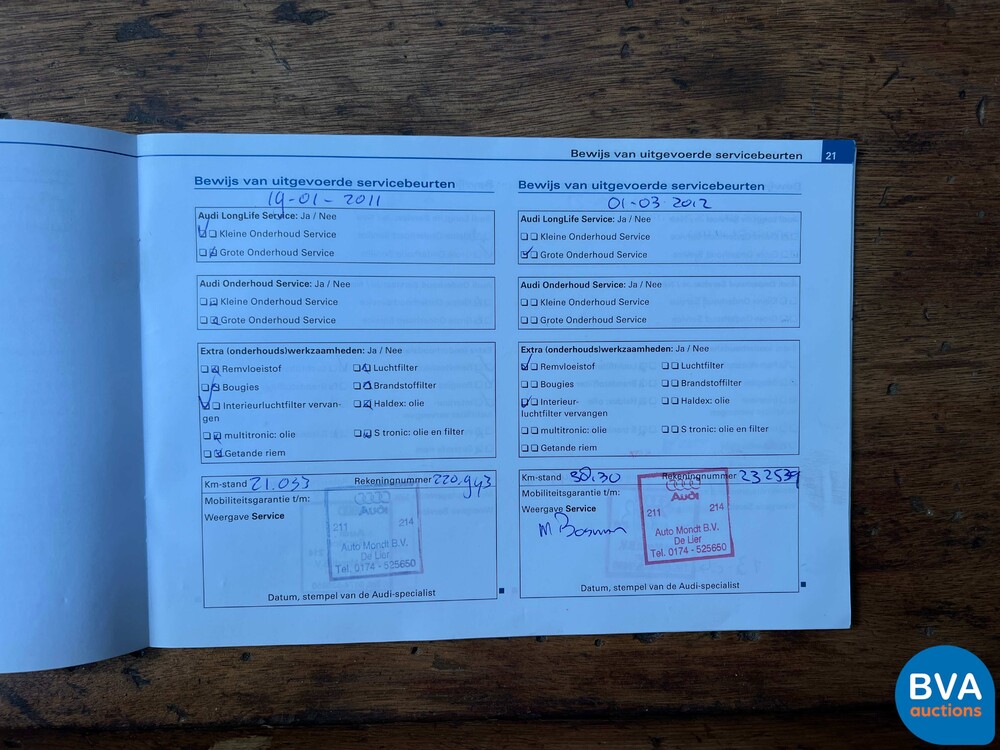 Bewijs van uitgevoerde servicebeurten 21
Bewijs van uitgevoerde servicebeurten
19-01-2011
Audi LongLife Service: Ja / Nee
Kleine Onderhoud Service
Grote Onderhoud Service
Audi Onderhoud Service: Ja / Nee
Kleine Onderhoud Service
Grote Onderhoud Service
Extra (onderhouds)werkzaamheden: Ja / Nee
Remvloeistof Luchtfilter
Bougies Brandstoffilter
Interieurluchtfilter vervan- Haldex: olie
gen
multitronic: olie S tronic: olie en filter
Getande riem
Km-stand 21.053 Rekeningnummer 220.943
Mobiliteitsgarantie t/m:
Weergave Service
Audi
211 214
Auto Mondt B.V.
De Lier
Tel. 0174 - 525650
Datum, stempel van de Audi-specialist
Bewijs van uitgevoerde servicebeurten
01-03-2012
Audi LongLife Service: Ja / Nee
Kleine Onderhoud Service
Grote Onderhoud Service
Audi Onderhoud Service: Ja / Nee
Kleine Onderhoud Service
Grote Onderhoud Service
Extra (onderhouds)werkzaamheden: Ja / Nee
Remvloeistof Luchtfilter
Bougies Brandstoffilter
Interieur- Haldex: olie
luchtfilter vervangen
multitronic: olie S tronic: olie en filter
Getande riem
Km-stand Rekeningnummer 232539
Mobiliteitsgarantie t/m:
Weergave Service
Audi
211 214
Auto Mondt B.V.
De Lier
Tel. 0174 - 525650
Datum, stempel van de Audi-specialist
BVA
auctions